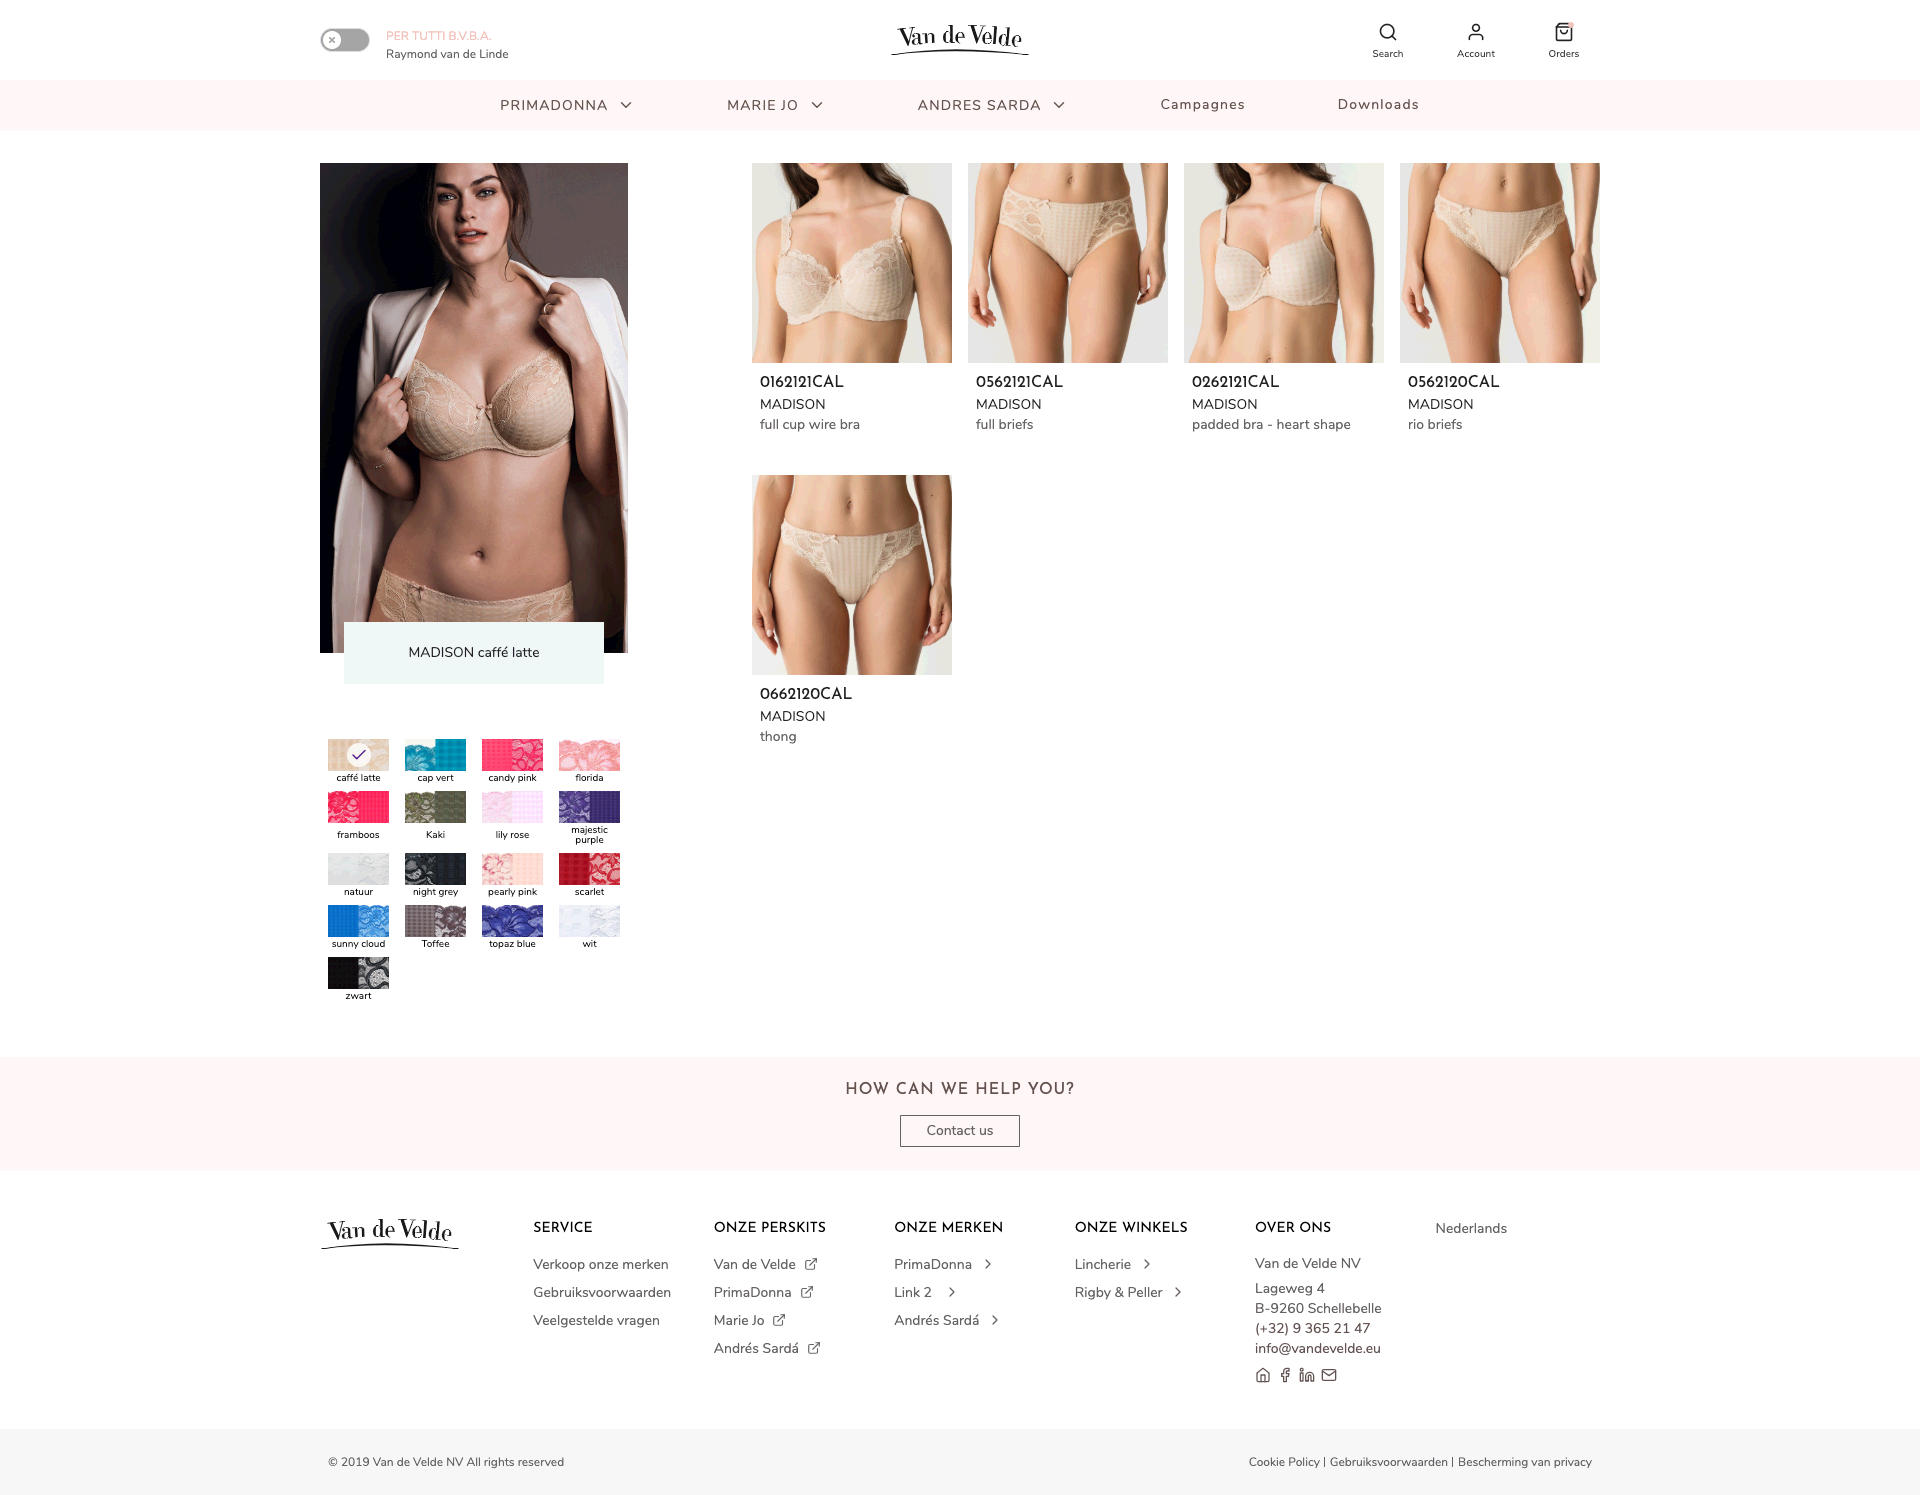 PER TUTTI B.V.B.A.
Raymond van de Linde
Van de Velde
Search
Account
Orders
PRIMADONNA
MARIE JO
ANDRES SARDA
Campagnes
Downloads
MADISON caffé latte
0162121CAL
MADISON
full cup wire bra
0562121CAL
MADISON
full briefs
0262121CAL
MADISON
padded bra - heart shape
0562120CAL
MADISON
rio briefs
0662120CAL
MADISON
thong
caffé latte
cap vert
candy pink
florida
framboos
Kaki
lily rose
majestic
purple
natuur
night grey
pearly pink
scarlet
sunny cloud
Toffee
topaz blue
wit
zwart
HOW CAN WE HELP YOU?
Contact us
Van de Velde
SERVICE
Verkoop onze merken
Gebruiksvoorwaarden
Veelgestelde vragen
ONZE PERSKITS
Van de Velde
PrimaDonna
Marie Jo
Andrés Sardá
ONZE MERKEN
PrimaDonna
Link 2
Andrés Sardá
ONZE WINKELS
Lincherie
Rigby & Peller
OVER ONS
Van de Velde NV
Lageweg 4
B-9260 Schellebelle
(+32) 9 365 21 47
info@vandevelde.eu
Nederlands
© 2019 Van de Velde NV All rights reserved
Cookie Policy | Gebruiksvoorwaarden | Bescherming van privacy